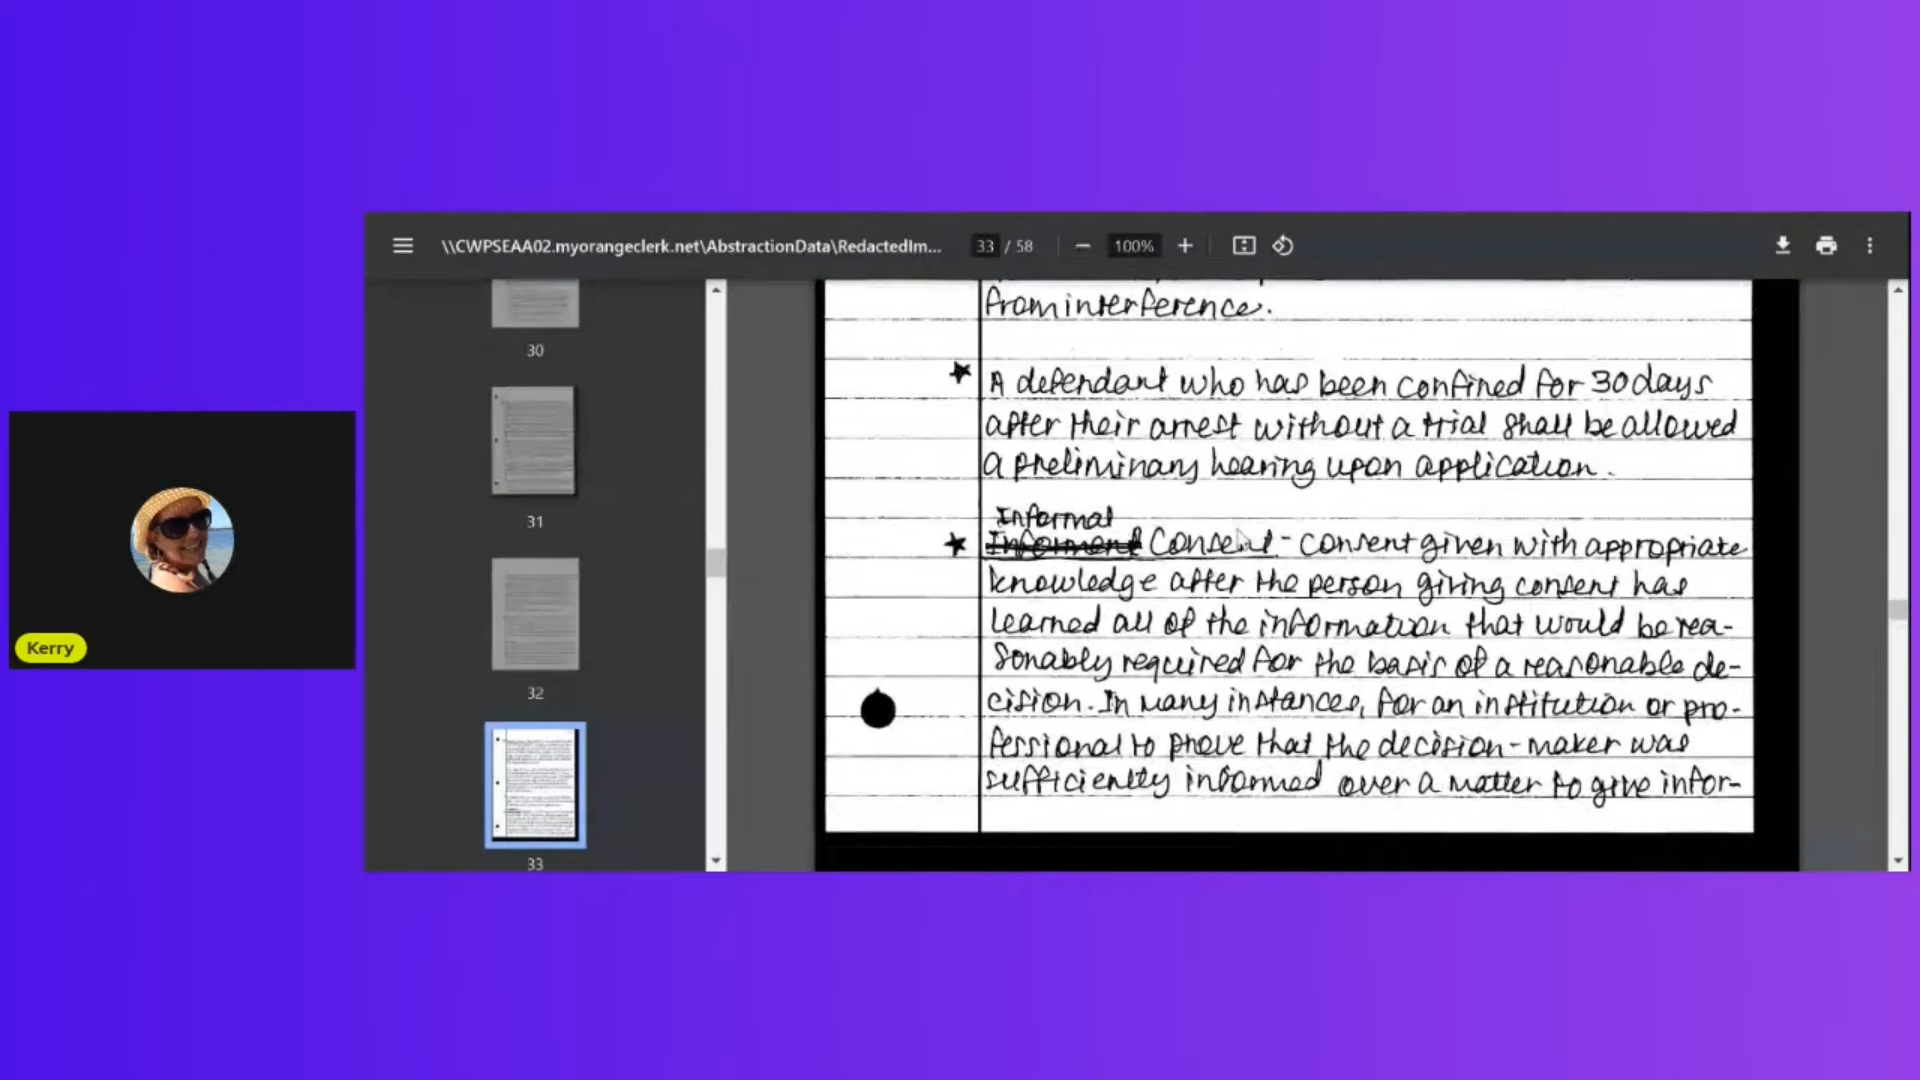 \\CWPSEAA02.myorangeclerk.net\AbstractionData\RedactedIm... 33 / 58 100%
30
31
32
33
Kerry
from interference.
★ A defendant who has been confined for 30 days
after their arrest without a trial shall be allowed
a preliminary hearing upon application.
Informal
★ Informent Consent - consent given with appropriate
knowledge after the person giving consent has
learned all of the information that would be rea-
sonably required for the basis of a reasonable de-
cision. In many instances, for an institution or pro-
fessional to prove that the decision-maker was
sufficiently informed over a matter to give infor-